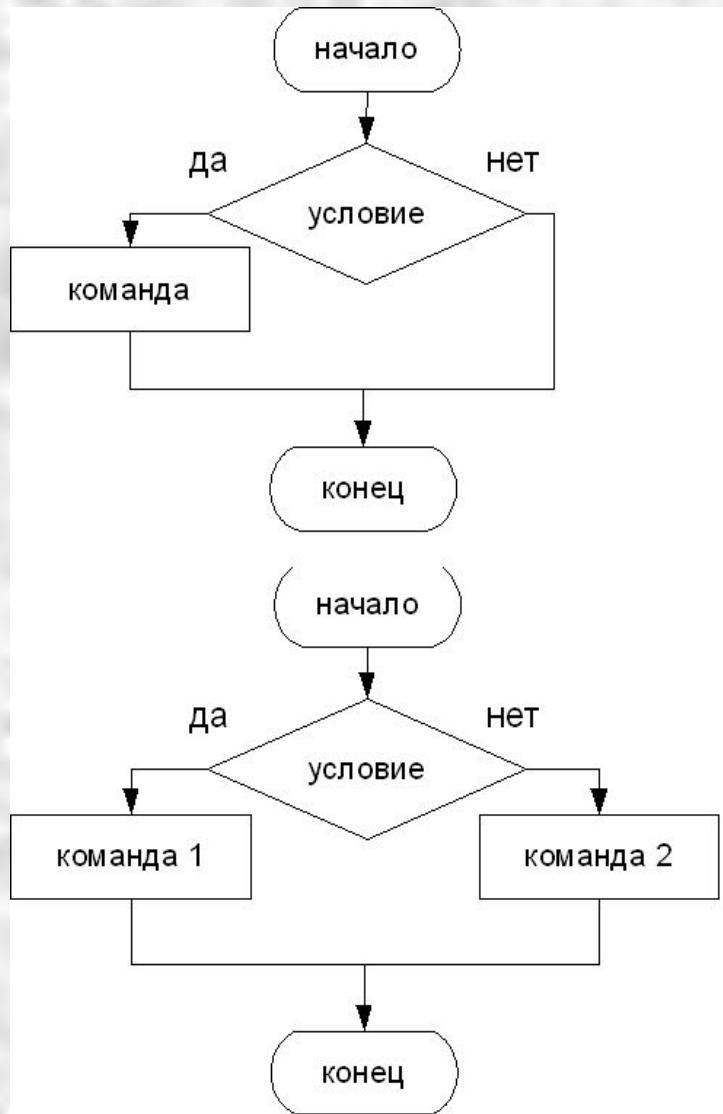 начало
да нет
условие
команда
конец
начало
да нет
условие
команда 1 команда 2
конец